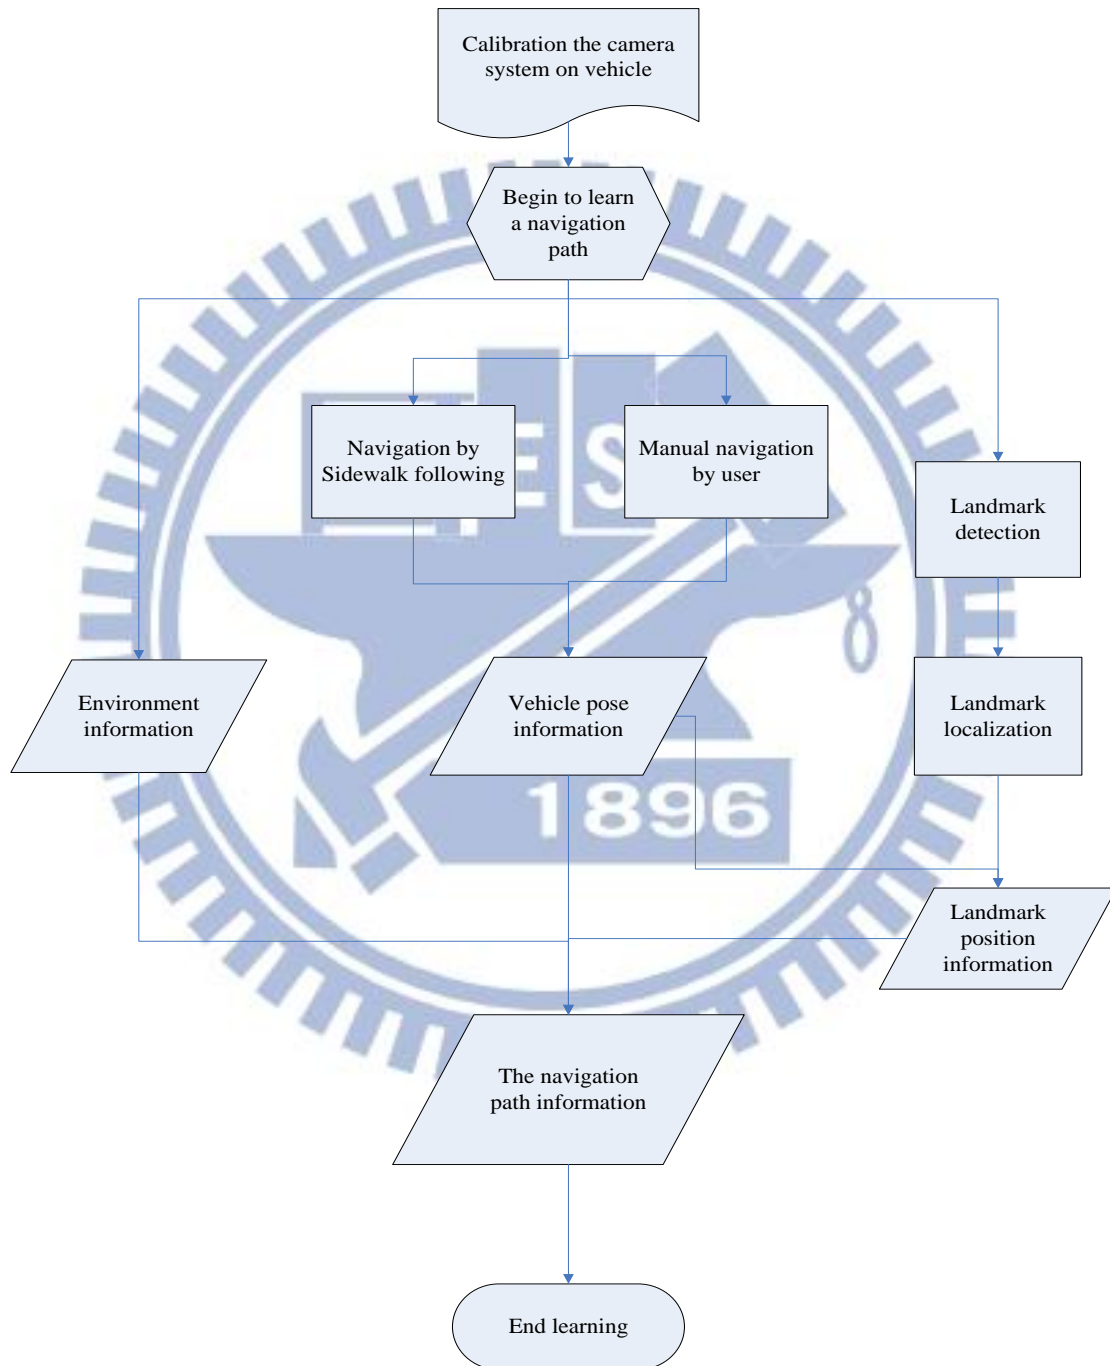 Calibration the camera
system on vehicle
Begin to learn
a navigation
path
Navigation by
Sidewalk following
Manual navigation
by user
Landmark
detection
Environment
information
Vehicle pose
information
Landmark
localization
1896
Landmark
position
information
The navigation
path information
End learning